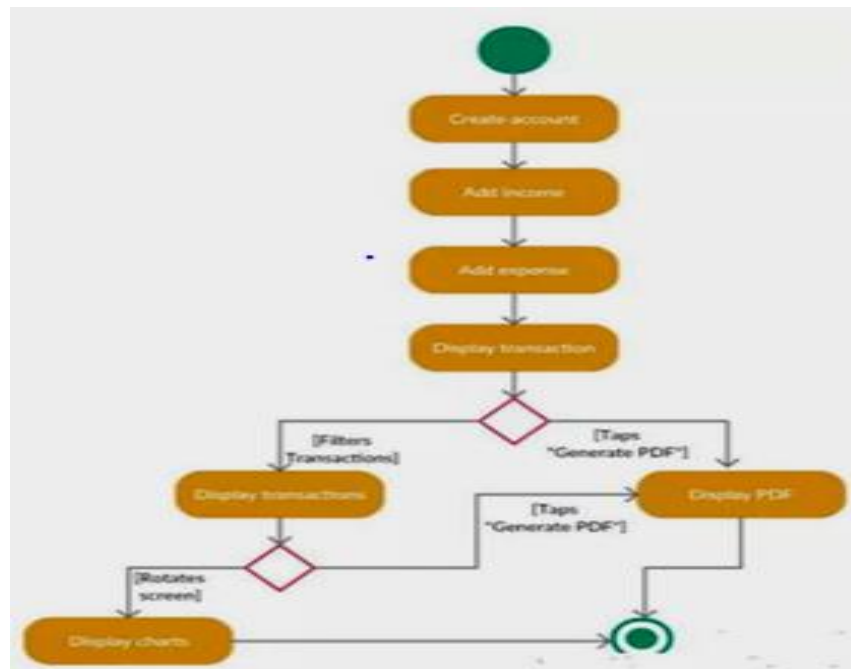 Create account
Add income
Add expense
Display transaction
[Filters
Transactions]
[Taps
"Generate PDF"]
Display transactions
Display PDF
[Taps
"Generate PDF"]
[Rotates
screen]
Display charts